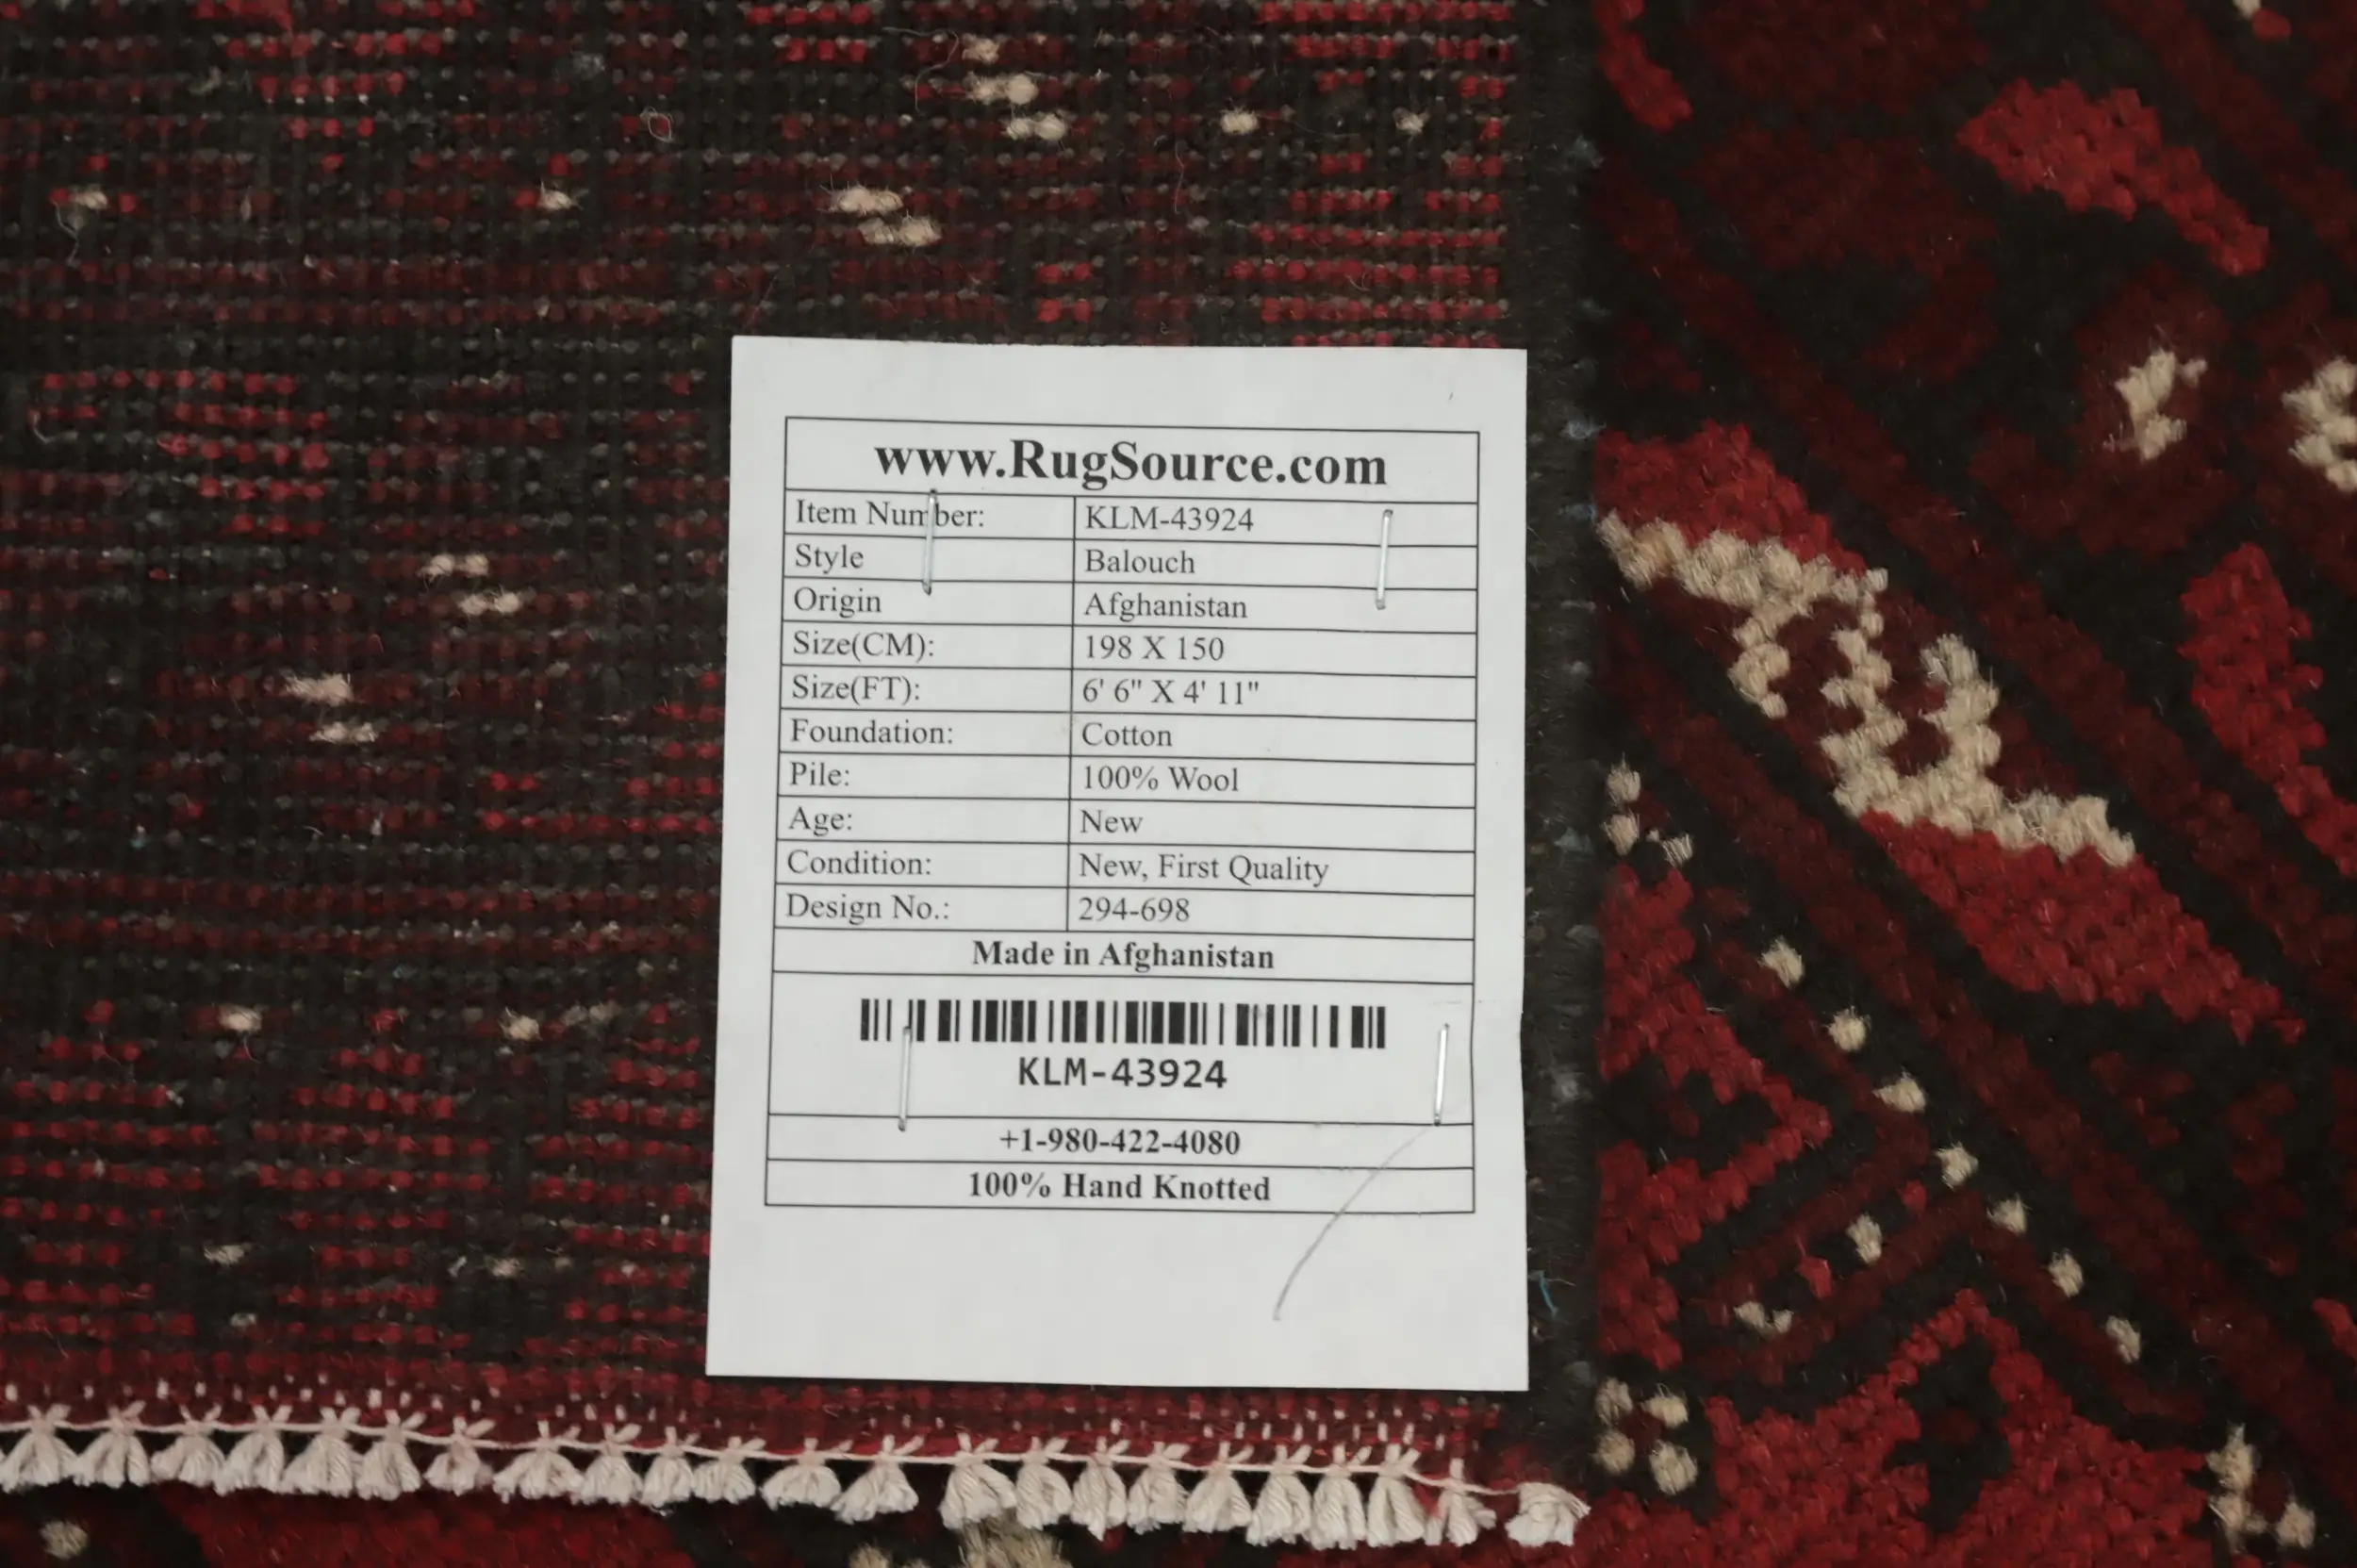 www.RugSource.com
Item Number: KLM-43924
Style Balouch
Origin Afghanistan
Size(CM): 198 X 150
Size(FT): 6' 6" X 4' 11"
Foundation: Cotton
Pile: 100% Wool
Age: New
Condition: New, First Quality
Design No.: 294-698
Made in Afghanistan
KLM-43924
+1-980-422-4080
100% Hand Knotted